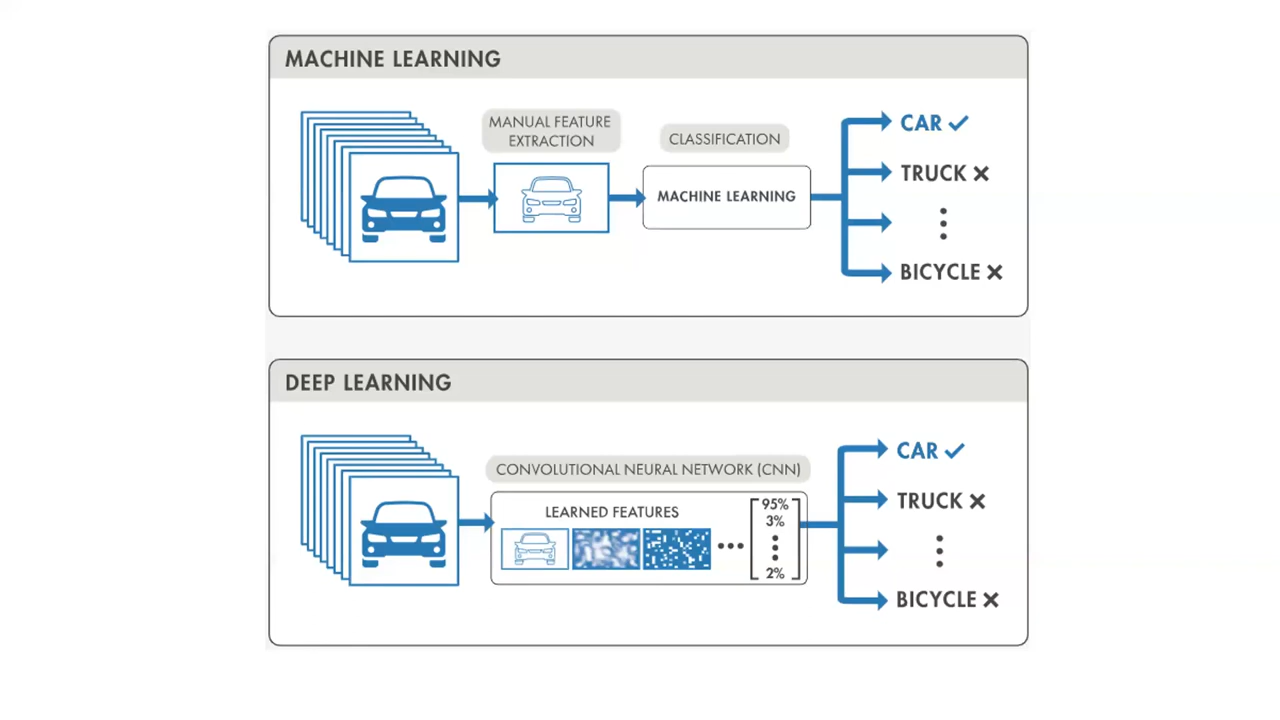 MACHINE LEARNING
MANUAL FEATURE
EXTRACTION
CLASSIFICATION
MACHINE LEARNING
CAR
TRUCK
BICYCLE
DEEP LEARNING
CONVOLUTIONAL NEURAL NETWORK (CNN)
LEARNED FEATURES
95%
3%
2%
CAR
TRUCK
BICYCLE